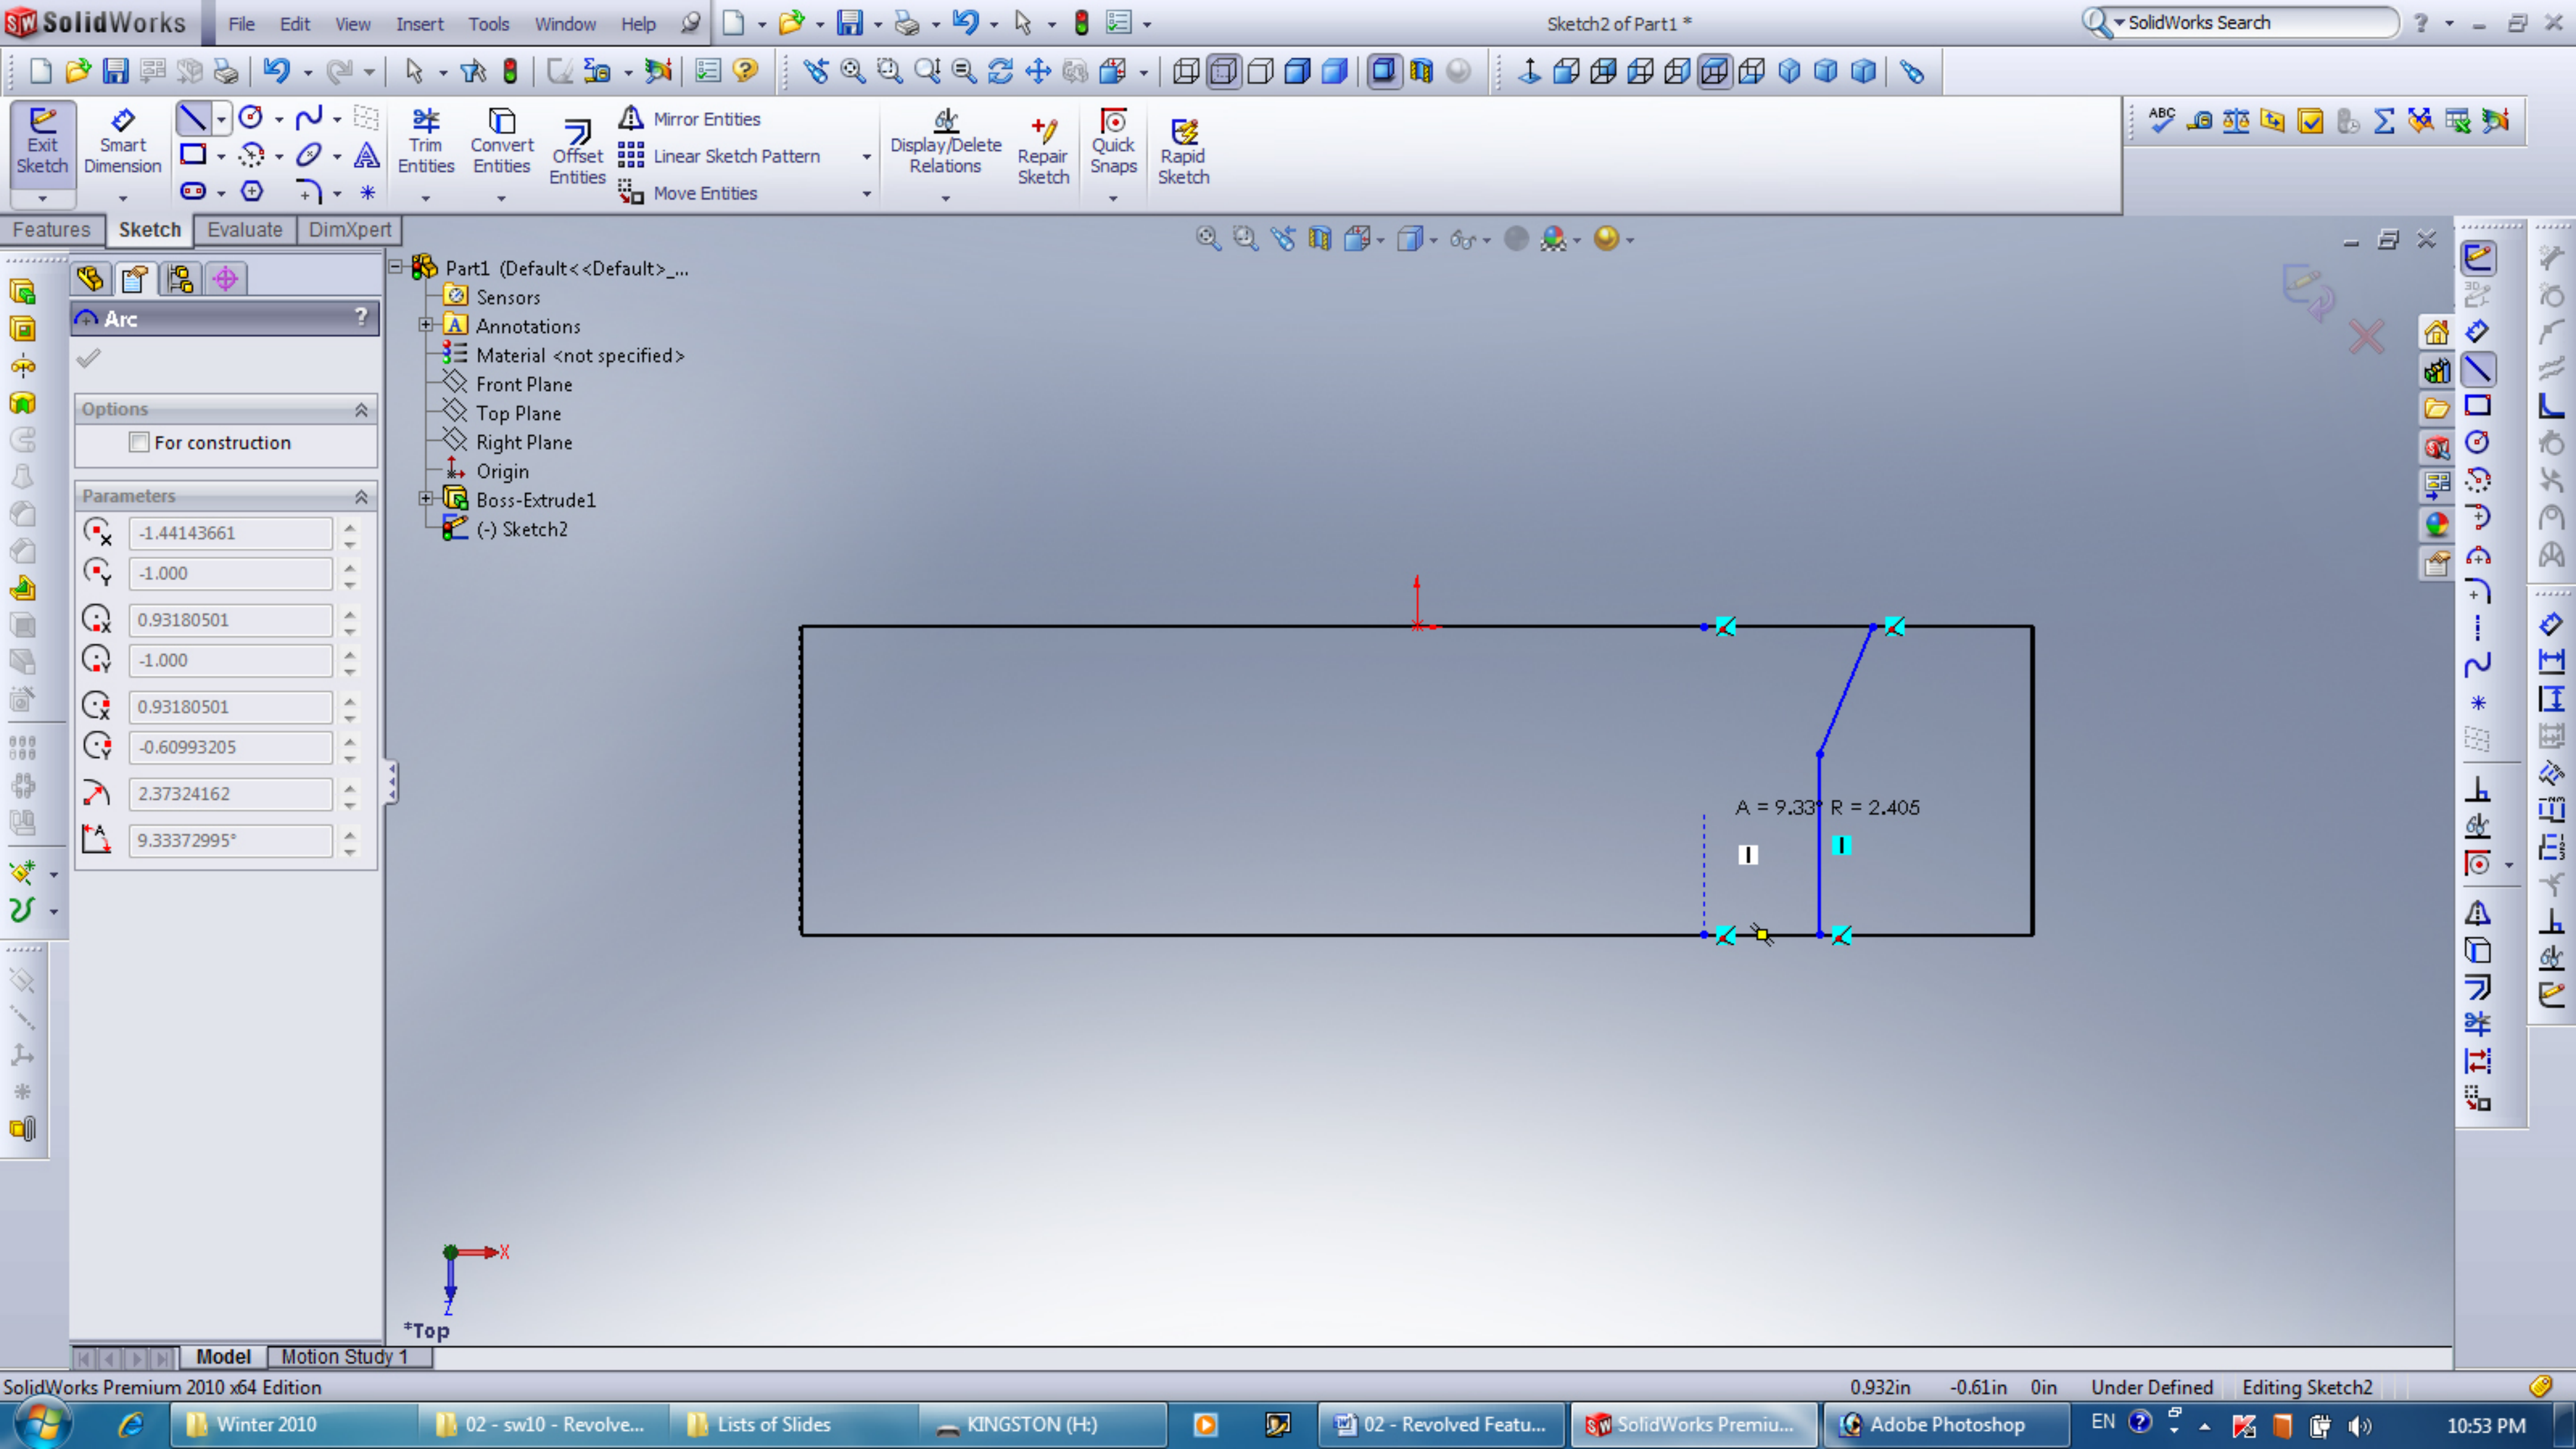 SolidWorks
File Edit View Insert Tools Window Help
Sketch2 of Part1 *
SolidWorks Search
Exit Sketch
Smart Dimension
Trim Entities
Convert Entities
Offset Entities
Mirror Entities
Linear Sketch Pattern
Move Entities
Display/Delete Relations
Repair Sketch
Quick Snaps
Rapid Sketch
ABC
Features Sketch Evaluate DimXpert
Part1 (Default<<Default>_...
Sensors
Annotations
Material <not specified>
Front Plane
Top Plane
Right Plane
Origin
Boss-Extrude1
(-) Sketch2
Arc ?
Options
For construction
Parameters
-1.44143661
-1.000
0.93180501
-1.000
0.93180501
-0.60993205
2.37324162
9.33372995°
A = 9.33° R = 2.405
X
Z
*Top
Model Motion Study 1
SolidWorks Premium 2010 x64 Edition
0.932in -0.61in 0in Under Defined Editing Sketch2
Winter 2010
02 - sw10 - Revolve...
Lists of Slides
KINGSTON (H:)
02 - Revolved Featu...
SolidWorks Premiu...
Adobe Photoshop
EN
10:53 PM